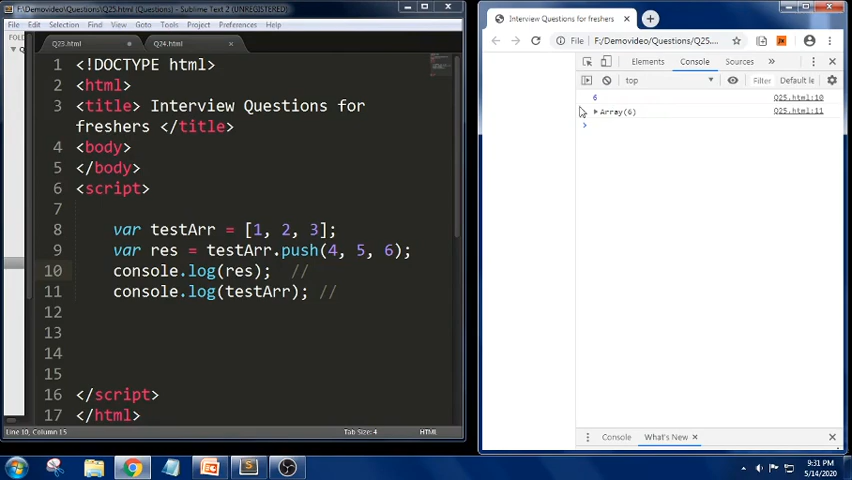 F:\Demovideo\Questions\Q25.html (Questions) - Sublime Text 2 (UNREGISTERED)
File Edit Selection Find View Goto Tools Project Preferences Help
FOL
Q23.html Q24.html
1 <!DOCTYPE html>
2 <html>
3 <title> Interview Questions for
freshers </title>
4 <body>
5 </body>
6 <script>
7
8 var testArr = [1, 2, 3];
9 var res = testArr.push(4, 5, 6);
10 console.log(res); //
11 console.log(testArr); //
12
13
14
15
16 </script>
17 </html>
Line 10, Column 15 Tab Size: 4 HTML
Interview Questions for freshers
File F:/Demovideo/Questions/Q25....
Elements Console Sources
top Filter Default le
6 Q25.html:10
Array(6) Q25.html:11
Console What's New
9:31 PM
5/14/2020